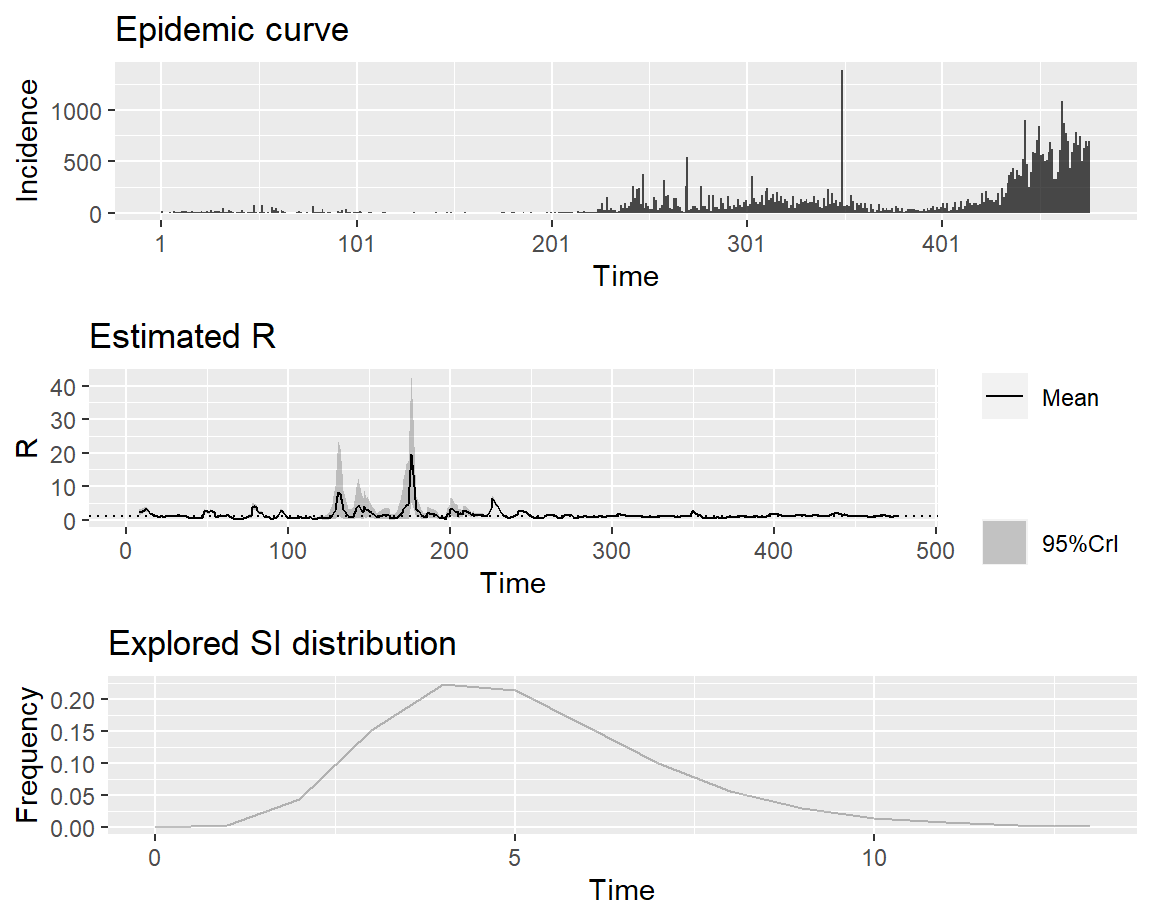 Epidemic curve
Incidence
1000
500
0
1 101 201 301 401
Time
Estimated R
R
40
30
20
10
0
0 100 200 300 400 500
Time
Mean
95%CrI
Explored SI distribution
Frequency
0.20
0.15
0.10
0.05
0.00
0 5 10
Time